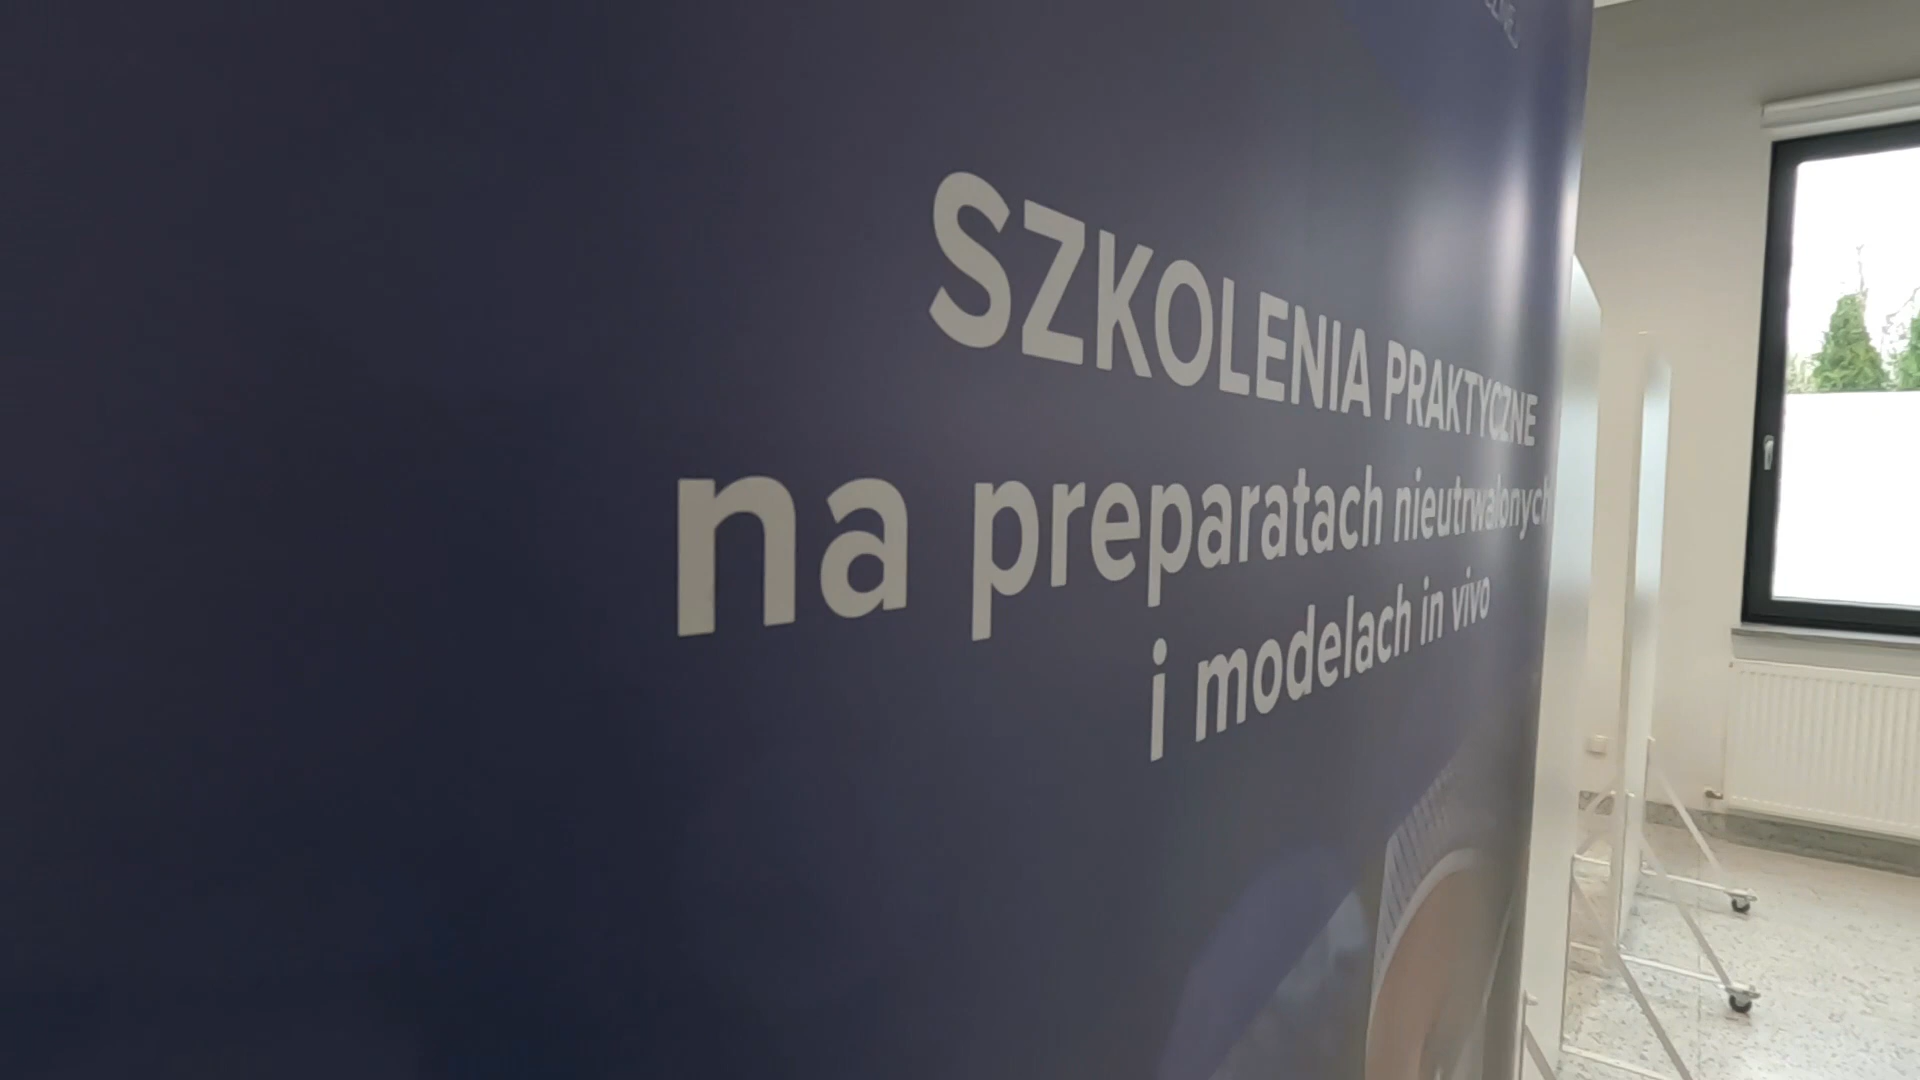 SZKOLENIA PRAKTYCZNE
na preparatach nieutrwalonych
i modelach in vivo